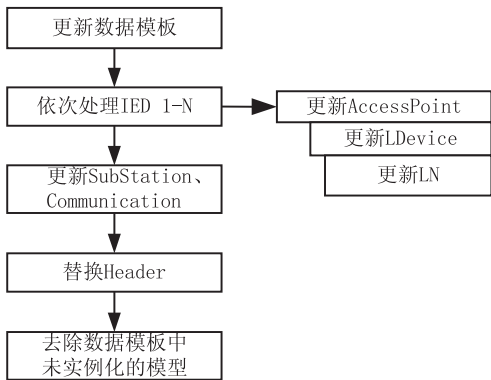 更新数据模板
依次处理IED 1-N
更新AccessPoint
更新LDevice
更新LN
更新SubStation、
Communication
替换Header
去除数据模板中
未实例化的模型